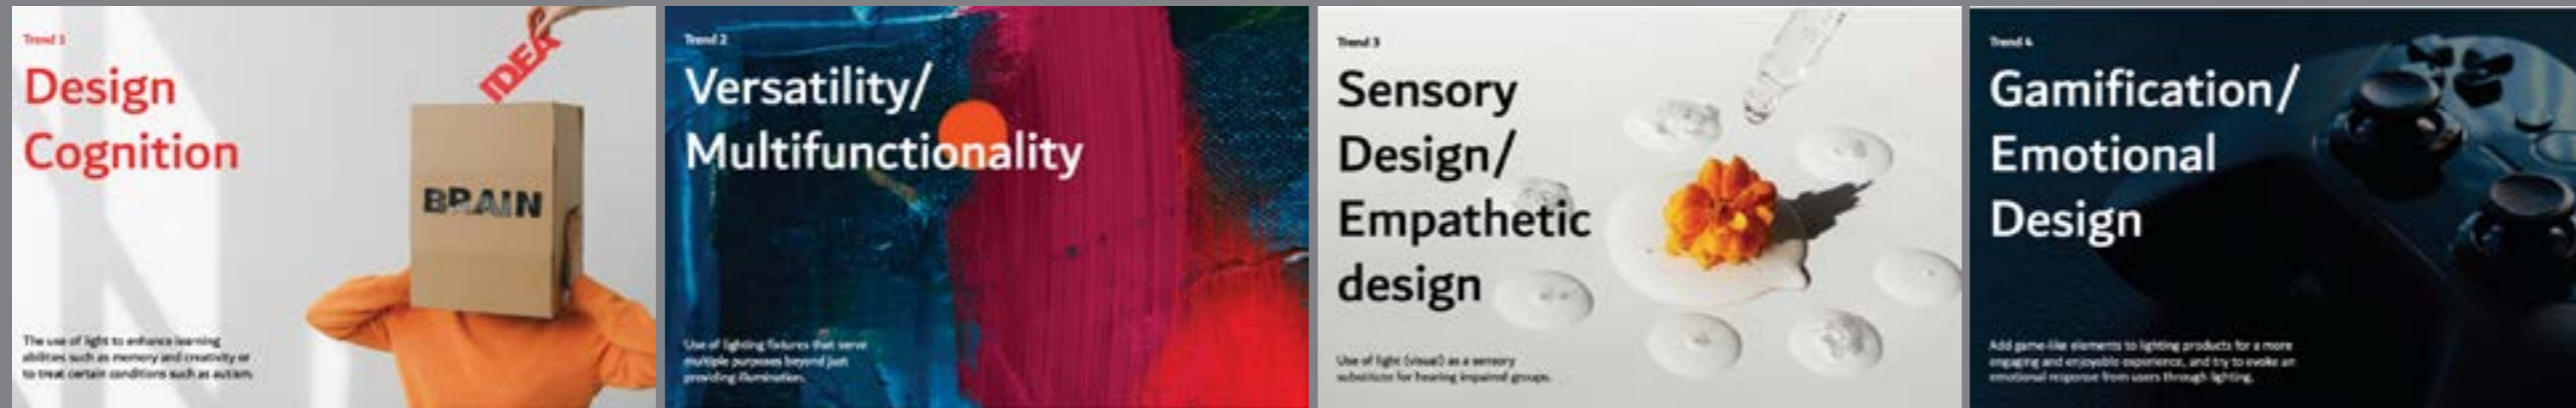 Trend 1
Design
Cognition
IDEA
BRAIN
The use of light to enhance learning
abilities such as memory and creativity or
to treat certain conditions such as autism.
Trend 2
Versatility/
Multifunctionality
Use of lighting fixtures that serve
multiple purposes beyond just
providing illumination.
Trend 3
Sensory
Design/
Empathetic
design
Use of light (visual) as a sensory
substitute for hearing impaired groups.
Trend 4
Gamification/
Emotional
Design
Add game-like elements to lighting products for a more
engaging and enjoyable experience, and try to evoke an
emotional response from users through lighting.